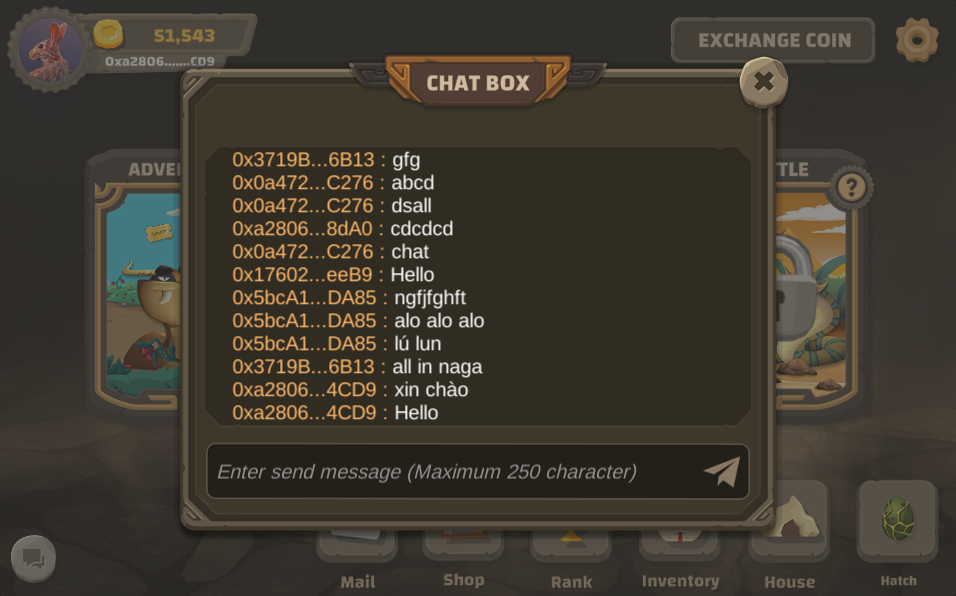 51,543
EXCHANGE COIN
0xa2806.......CD9
CHAT BOX
0x3719B...6B13 : gfg
0x0a472...C276 : abcd
0x0a472...C276 : dsall
0xa2806...8dA0 : cdcdcd
0x0a472...C276 : chat
0x17602...eeB9 : Hello
0x5bcA1...DA85 : ngfjfghft
0x5bcA1...DA85 : alo alo alo
0x5bcA1...DA85 : lú lun
0x3719B...6B13 : all in naga
0xa2806...4CD9 : xin chào
0xa2806...4CD9 : Hello
Enter send message (Maximum 250 character)
ADVE
TLE
?
Mail
Shop
Rank
Inventory
House
Hatch